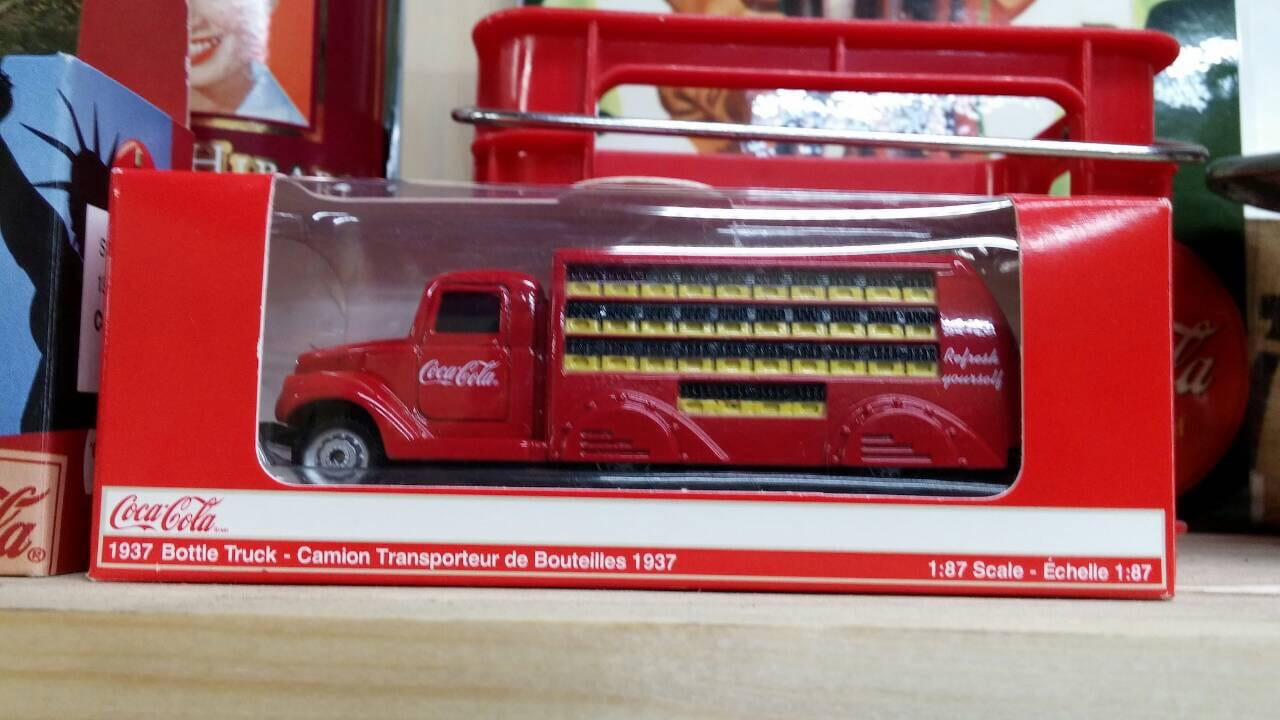 Coca-Cola
Refresh
yourself
Coca-Cola
1937 Bottle Truck - Camion Transporteur de Bouteilles 1937
1:87 Scale - Échelle 1:87